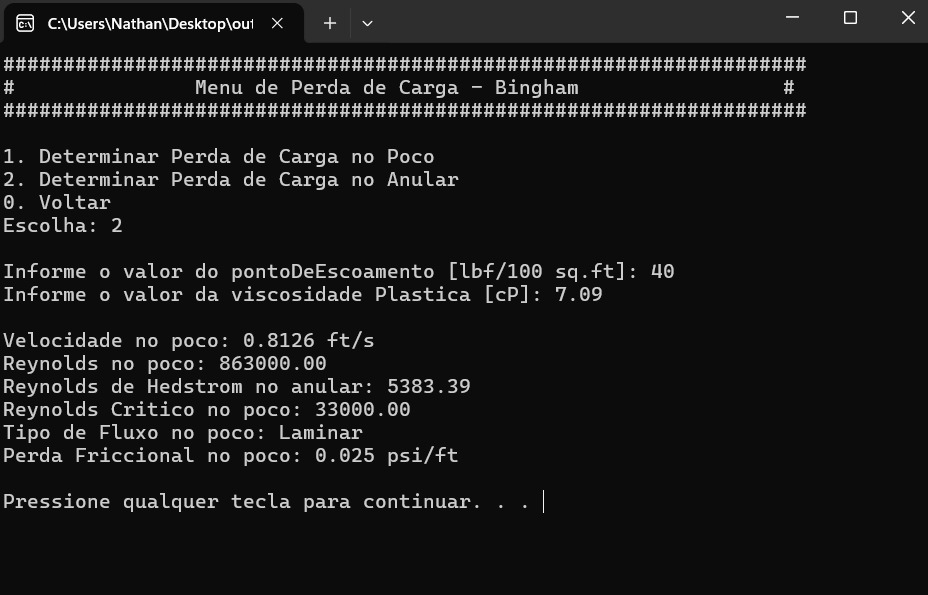 C:\Users\Nathan\Desktop\out
###################################################################
# Menu de Perda de Carga - Bingham #
###################################################################
1. Determinar Perda de Carga no Poco
2. Determinar Perda de Carga no Anular
0. Voltar
Escolha: 2
Informe o valor do pontoDeEscoamento [lbf/100 sq.ft]: 40
Informe o valor da viscosidade Plastica [cP]: 7.09
Velocidade no poco: 0.8126 ft/s
Reynolds no poco: 863000.00
Reynolds de Hedstrom no anular: 5383.39
Reynolds Critico no poco: 33000.00
Tipo de Fluxo no poco: Laminar
Perda Friccional no poco: 0.025 psi/ft
Pressione qualquer tecla para continuar. . .